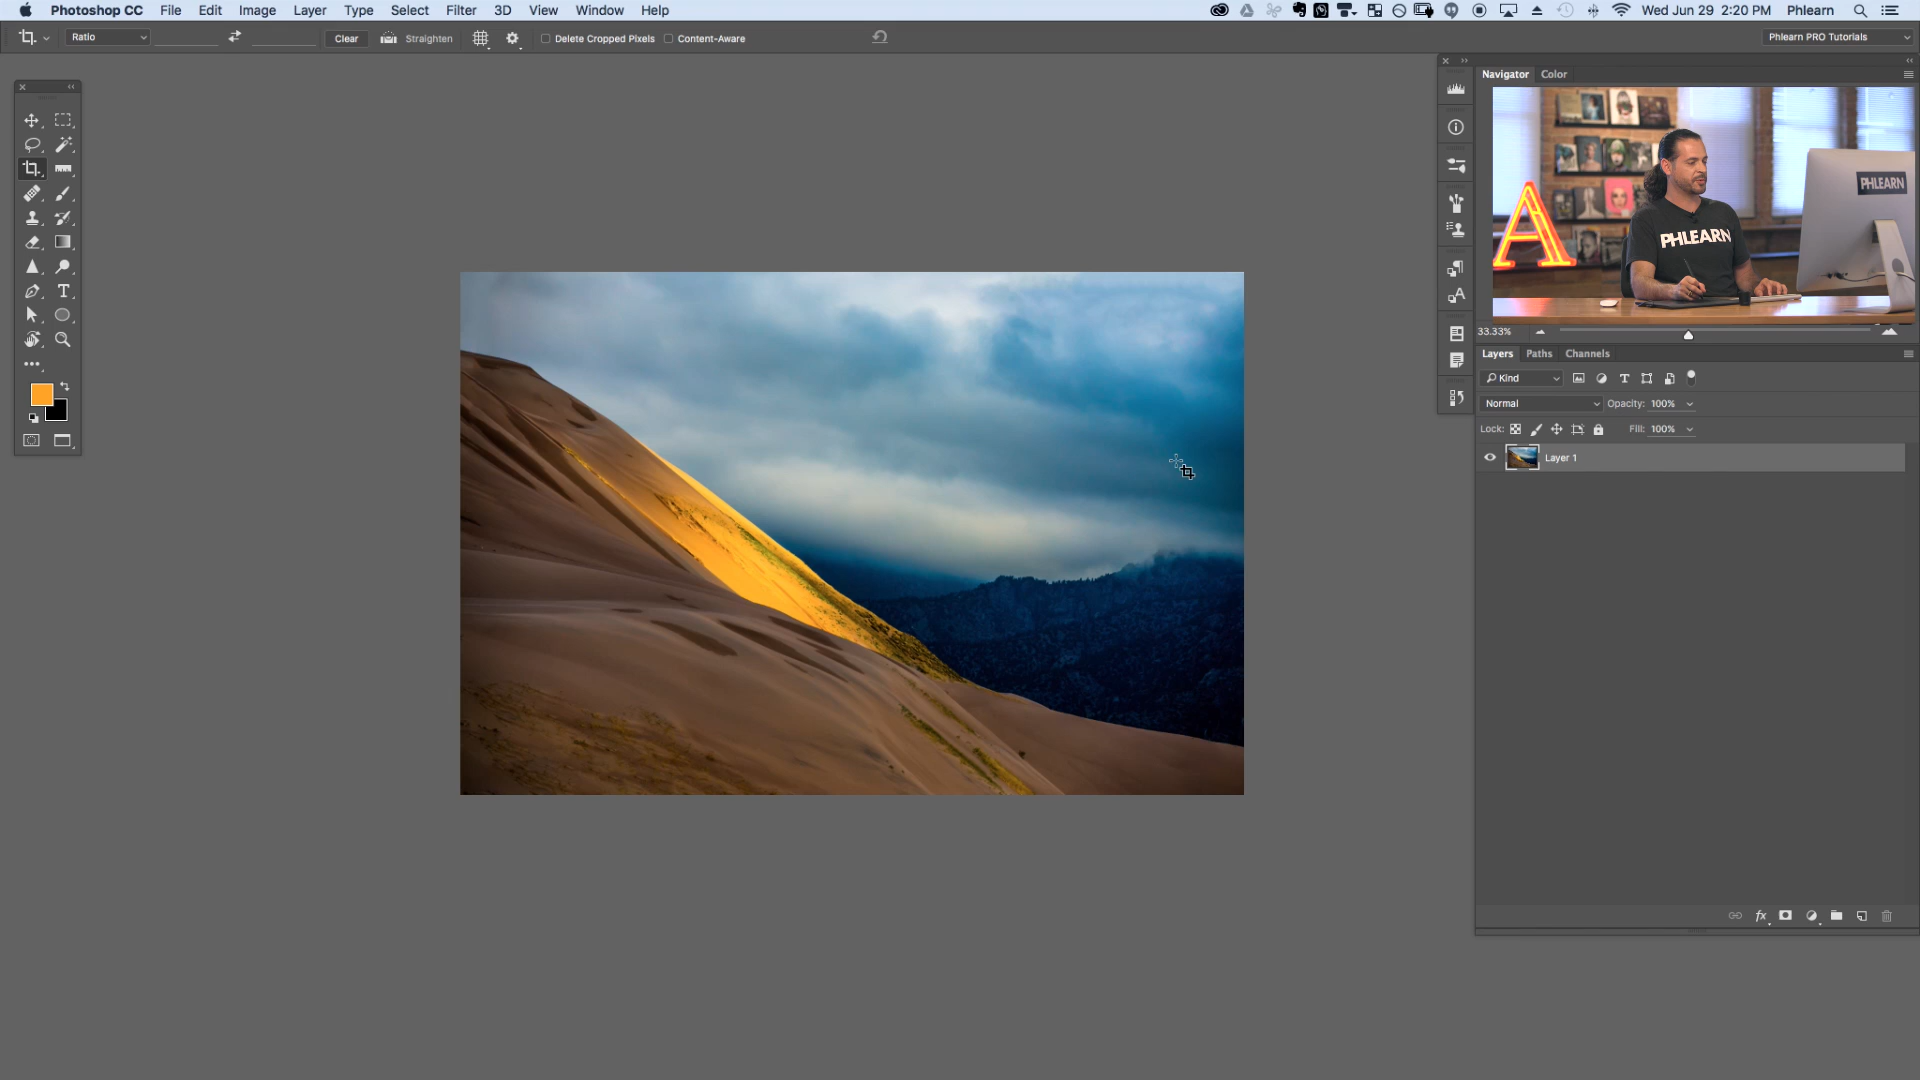 Photoshop CC File Edit Image Layer Type Select Filter 3D View Window Help Wed Jun 29 2:20 PM Phlearn
Ratio Clear Straighten Delete Cropped Pixels Content-Aware Phlearn PRO Tutorials
Navigator Color
PHLEARN
PHLEARN
A
33.33%
Layers Paths Channels
Kind
Normal Opacity: 100%
Lock: Fill: 100%
Layer 1
fx